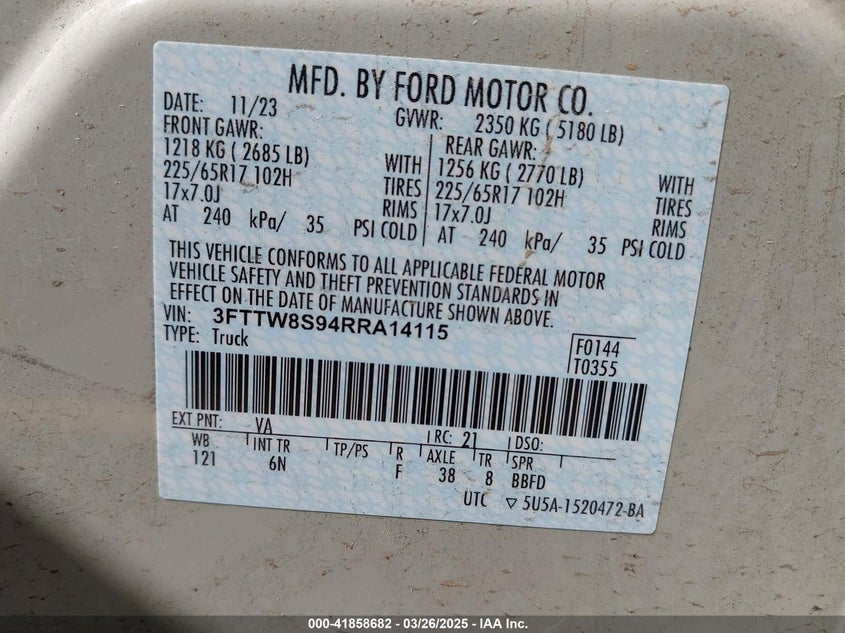 MFD. BY FORD MOTOR CO.
DATE: 11/23
GVWR: 2350 KG ( 5180 LB)
FRONT GAWR:
1218 KG ( 2685 LB)
WITH
225/65R17 102H
TIRES
17x7.0J
RIMS
AT 240 kPa/ 35 PSI COLD
REAR GAWR:
1256 KG ( 2770 LB)
WITH
225/65R17 102H
TIRES
17x7.0J
RIMS
AT 240 kPa/ 35 PSI COLD
THIS VEHICLE CONFORMS TO ALL APPLICABLE FEDERAL MOTOR
VEHICLE SAFETY AND THEFT PREVENTION STANDARDS IN
EFFECT ON THE DATE OF MANUFACTURE SHOWN ABOVE.
VIN: 3FTTW8S94RRA14115
TYPE: Truck
F0144
T0355
EXT PNT: VA RC: 21 DSO:
WB INT TR TP/PS R AXLE TR SPR
121 6N F 38 8 BBFD
UTC ▽ 5U5A-1520472-BA
000-41858682 / 03/26/2025 - IAA Inc.